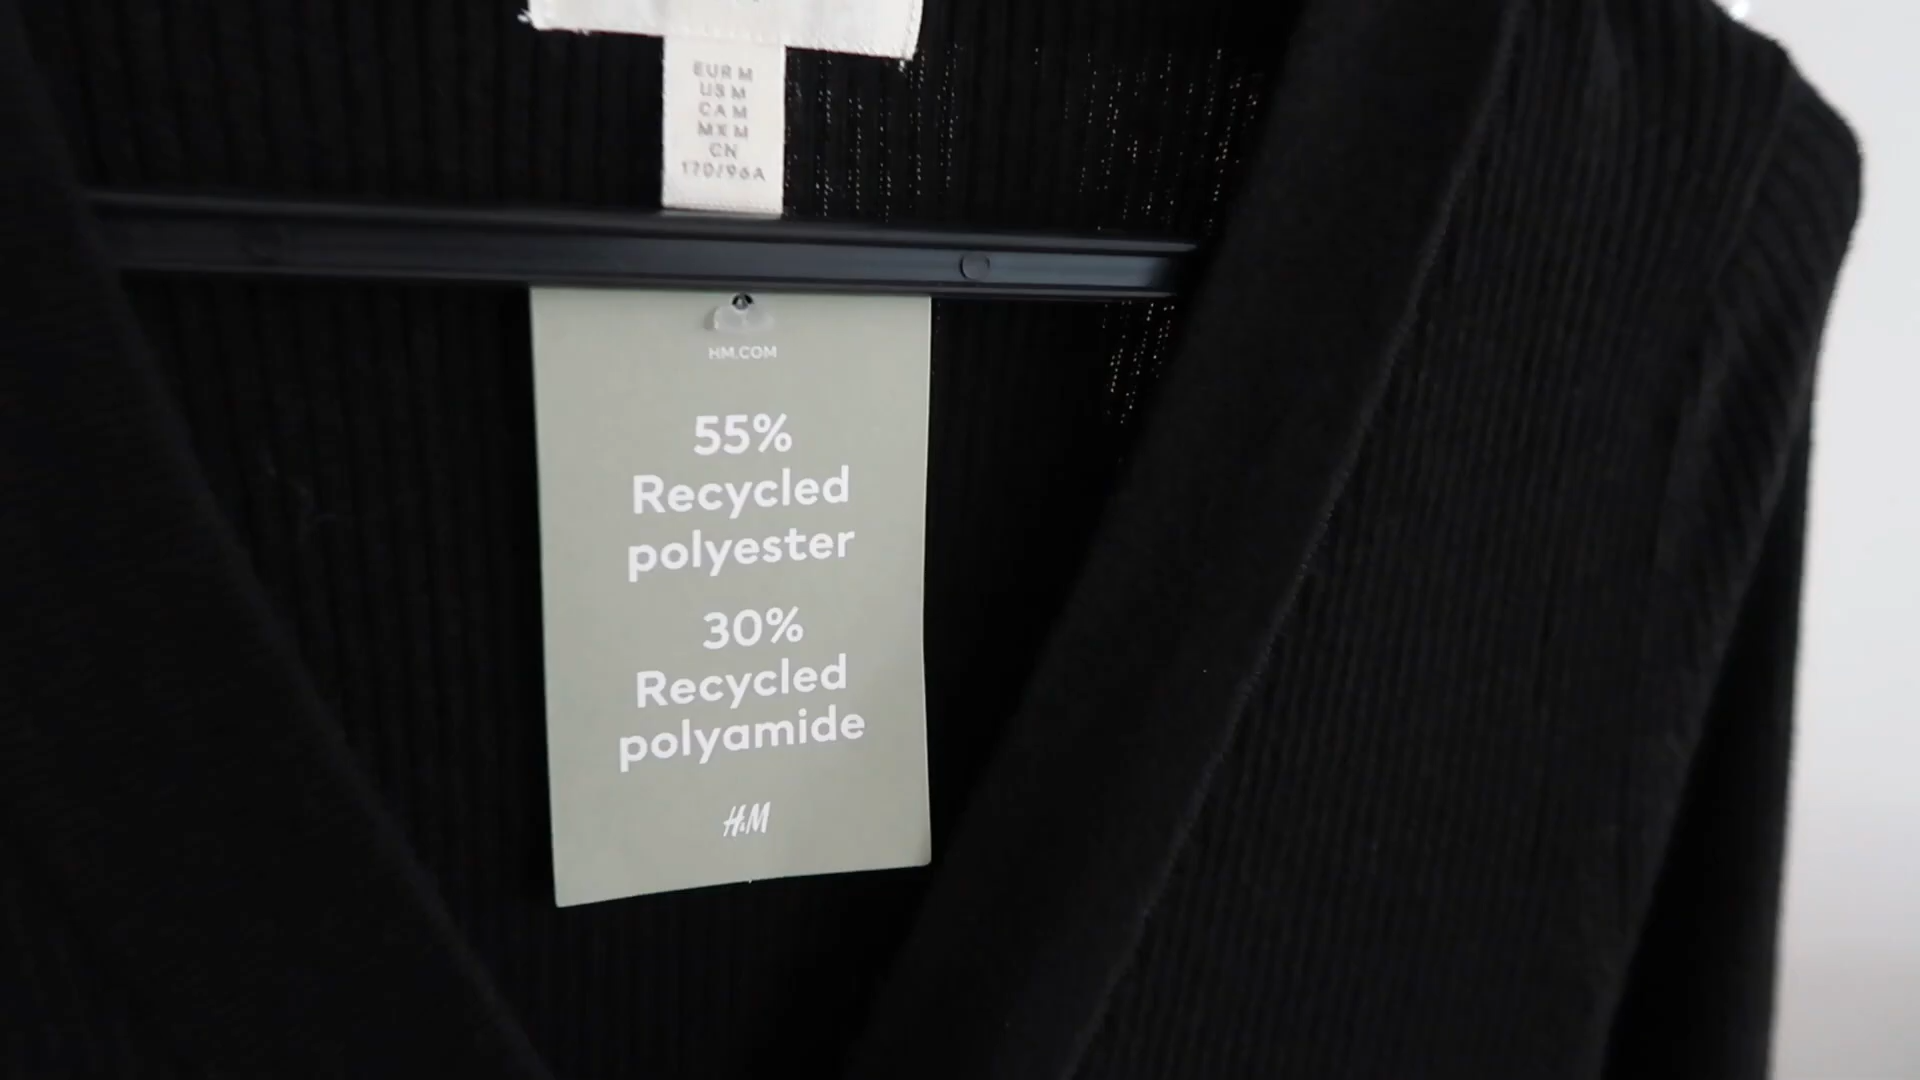 EUR M
US M
CA M
MX M
CN
170/96A
HM.COM
55%
Recycled
polyester
30%
Recycled
polyamide
H&M